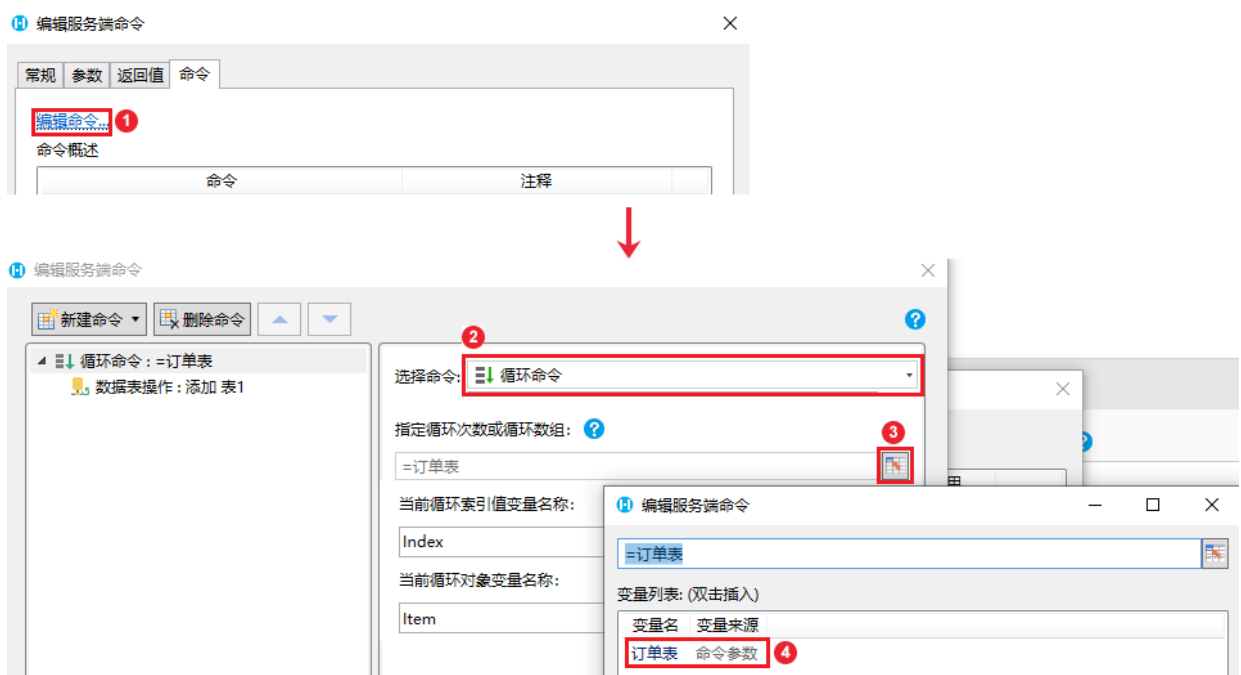 编辑服务端命令
常规 参数 返回值 命令
编辑命令... 1
命令概述
命令 注释
编辑服务端命令
新建命令 删除命令
2
循环命令 : =订单表
选择命令: 循环命令
数据表操作 : 添加 表1
指定循环次数或循环数组: ?
3
=订单表
当前循环索引值变量名称:
编辑服务端命令
Index
=订单表
当前循环对象变量名称:
变量列表: (双击插入)
Item
变量名 变量来源
订单表 命令参数 4